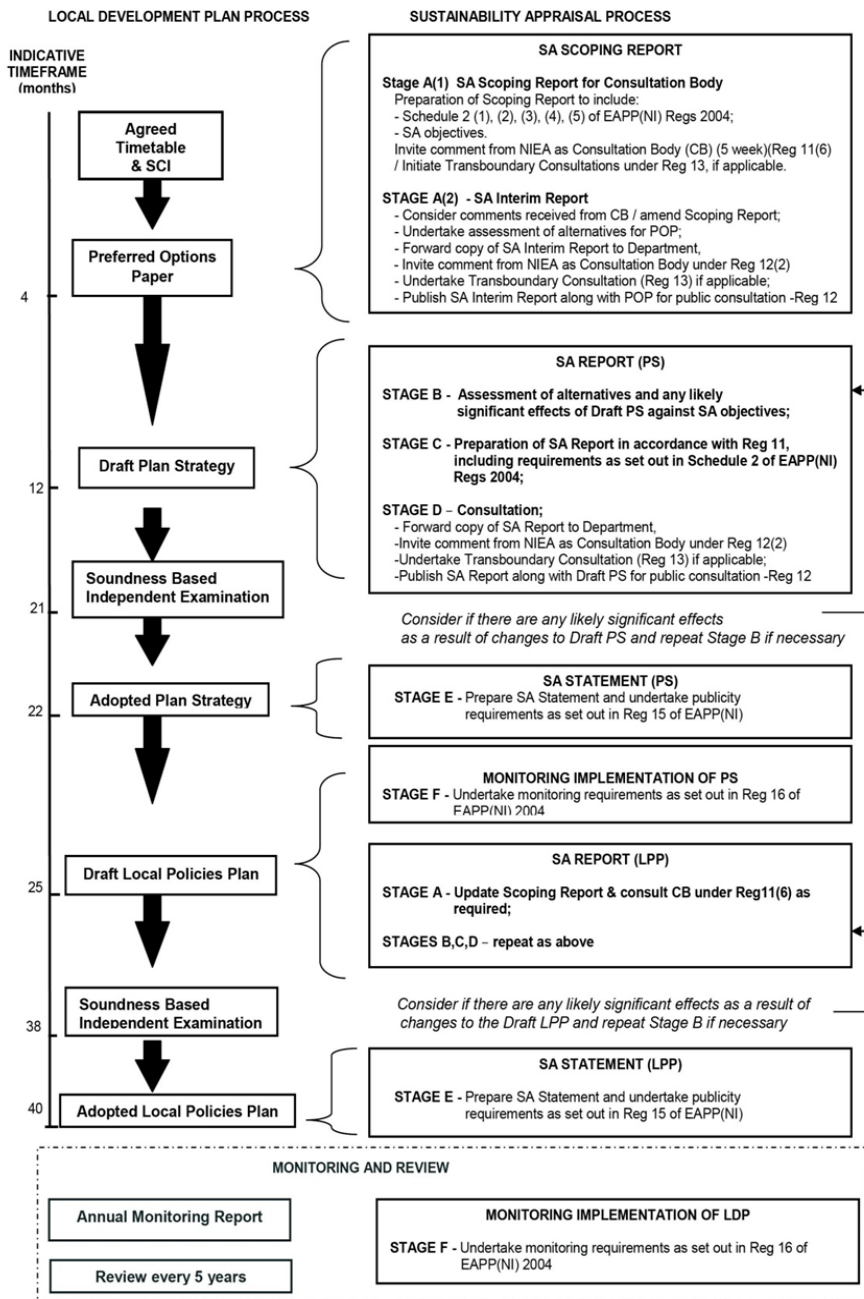 LOCAL DEVELOPMENT PLAN PROCESS
SUSTAINABILITY APPRAISAL PROCESS
INDICATIVE
TIMEFRAME
(months)
Agreed
Timetable
& SCI
Preferred Options
Paper
4
Draft Plan Strategy
12
Soundness Based
Independent Examination
21
Adopted Plan Strategy
22
Draft Local Policies Plan
25
Soundness Based
Independent Examination
38
Adopted Local Policies Plan
40
SA SCOPING REPORT
Stage A(1) SA Scoping Report for Consultation Body
Preparation of Scoping Report to include:
- Schedule 2 (1), (2), (3), (4), (5) of EAPP(NI) Regs 2004;
- SA objectives.
Invite comment from NIEA as Consultation Body (CB) (5 week)(Reg 11(6)
/ Initiate Transboundary Consultations under Reg 13, if applicable.
STAGE A(2) - SA Interim Report
- Consider comments received from CB / amend Scoping Report;
- Undertake assessment of alternatives for POP;
- Forward copy of SA Interim Report to Department,
- Invite comment from NIEA as Consultation Body under Reg 12(2)
- Undertake Transboundary Consultation (Reg 13) if applicable;
- Publish SA Interim Report along with POP for public consultation -Reg 12
SA REPORT (PS)
STAGE B - Assessment of alternatives and any likely
significant effects of Draft PS against SA objectives;
STAGE C - Preparation of SA Report in accordance with Reg 11,
including requirements as set out in Schedule 2 of EAPP(NI)
Regs 2004;
STAGE D – Consultation;
- Forward copy of SA Report to Department,
-Invite comment from NIEA as Consultation Body under Reg 12(2)
-Undertake Transboundary Consultation (Reg 13) if applicable;
-Publish SA Report along with Draft PS for public consultation -Reg 12
Consider if there are any likely significant effects
as a result of changes to Draft PS and repeat Stage B if necessary
SA STATEMENT (PS)
STAGE E - Prepare SA Statement and undertake publicity
requirements as set out in Reg 15 of EAPP(NI)
MONITORING IMPLEMENTATION OF PS
STAGE F - Undertake monitoring requirements as set out in Reg 16 of
EAPP(NI) 2004
SA REPORT (LPP)
STAGE A - Update Scoping Report & consult CB under Reg11(6) as
required;
STAGES B,C,D – repeat as above
Consider if there are any likely significant effects as a result of
changes to the Draft LPP and repeat Stage B if necessary
SA STATEMENT (LPP)
STAGE E - Prepare SA Statement and undertake publicity
requirements as set out in Reg 15 of EAPP(NI)
MONITORING AND REVIEW
Annual Monitoring Report
Review every 5 years
MONITORING IMPLEMENTATION OF LDP
STAGE F - Undertake monitoring requirements as set out in Reg 16 of
EAPP(NI) 2004